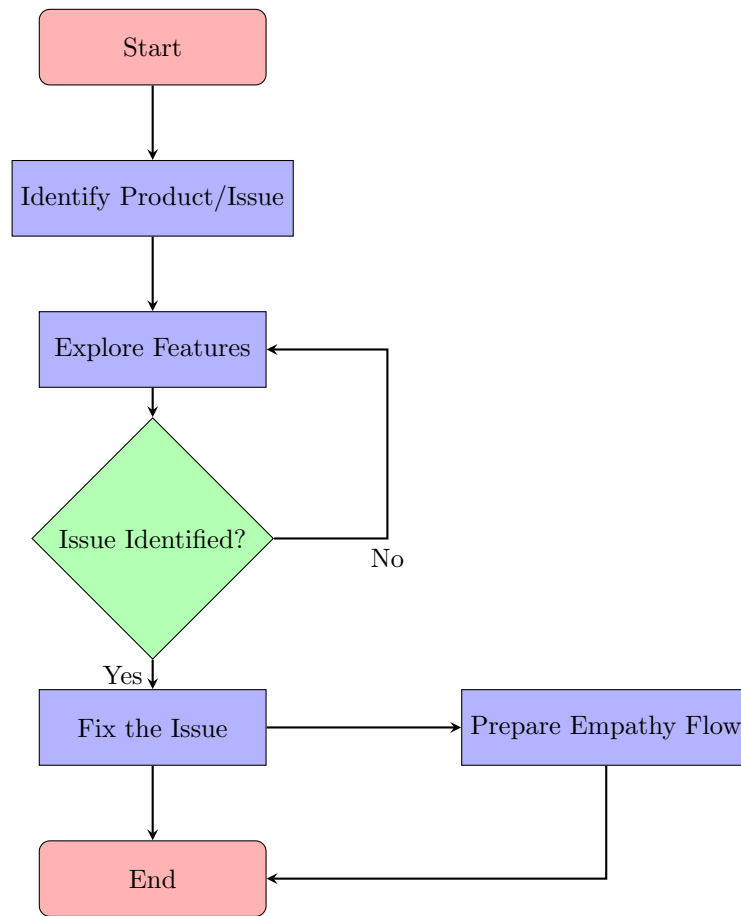 Start
Identify Product/Issue
Explore Features
Issue Identified?
No
Yes
Fix the Issue
Prepare Empathy Flow
End